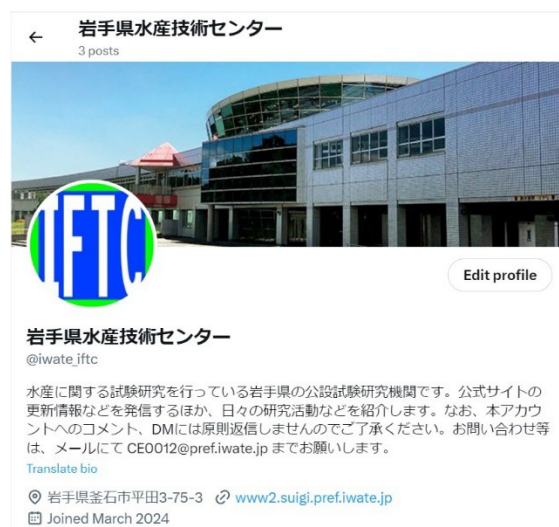 岩手県水産技術センター
3 posts
IFTC
Edit profile
岩手県水産技術センター
@iwate_iftc
水産に関する試験研究を行っている岩手県の公設試験研究機関です。公式サイトの
更新情報などを発信するほか、日々の研究活動などを紹介します。なお、本アカウ
ントへのコメント、DMには原則返信しませんのでご了承ください。お問い合わせ等
は、メールにて CE0012@pref.iwate.jp までお願いします。
Translate bio
岩手県釜石市平田3-75-3 www2.suigi.pref.iwate.jp
Joined March 2024